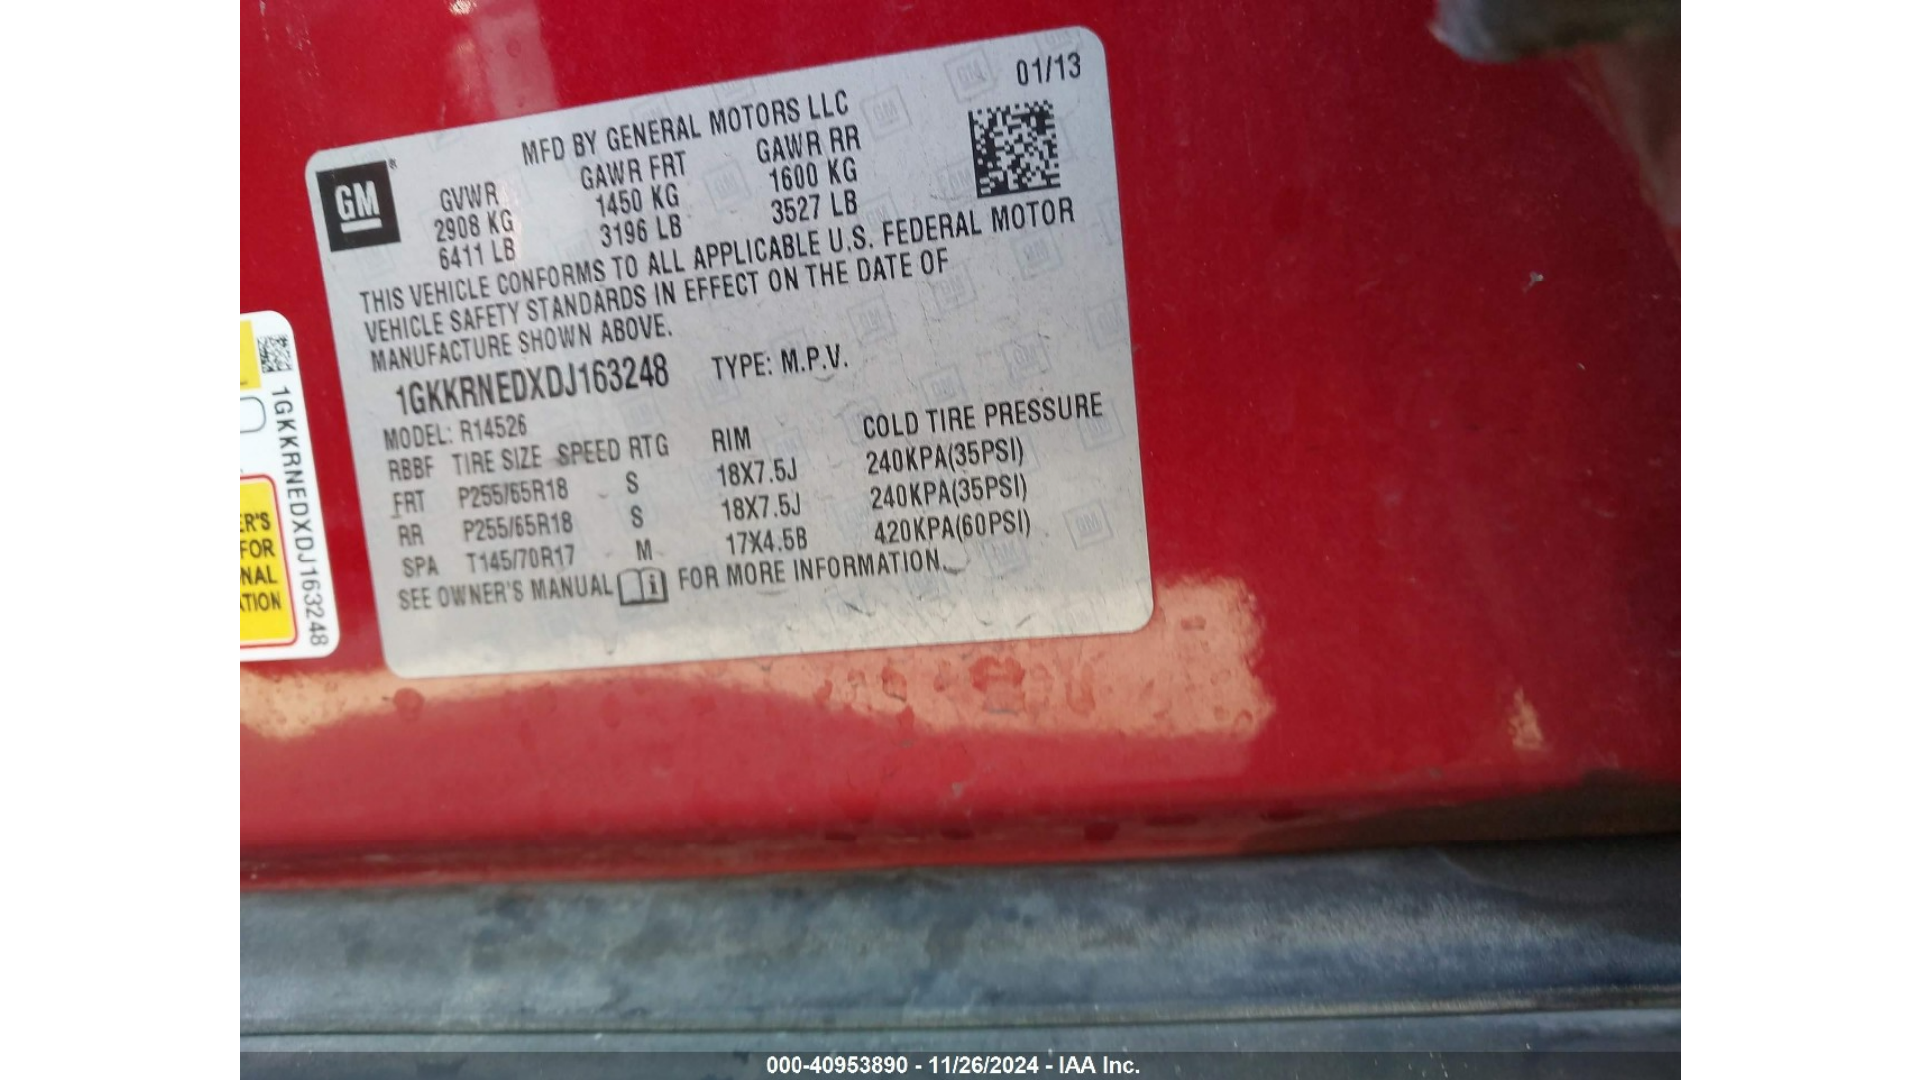 01/13
MFD BY GENERAL MOTORS LLC
GM
GVWR GAWR FRT GAWR RR
2908 KG 1450 KG 1600 KG
6411 LB 3196 LB 3527 LB
THIS VEHICLE CONFORMS TO ALL APPLICABLE U.S. FEDERAL MOTOR
VEHICLE SAFETY STANDARDS IN EFFECT ON THE DATE OF
MANUFACTURE SHOWN ABOVE.
1GKKRNEDXDJ163248 TYPE: M.P.V.
MODEL: R14526
RBBF TIRE SIZE SPEED RTG RIM COLD TIRE PRESSURE
FRT P255/65R18 S 18X7.5J 240KPA(35PSI)
RR P255/65R18 S 18X7.5J 240KPA(35PSI)
SPA T145/70R17 M 17X4.5B 420KPA(60PSI)
SEE OWNER'S MANUAL FOR MORE INFORMATION.
1GKKRNEDXDJ163248
ER'S
FOR
NAL
ATION
000-40953890 - 11/26/2024 - IAA Inc.